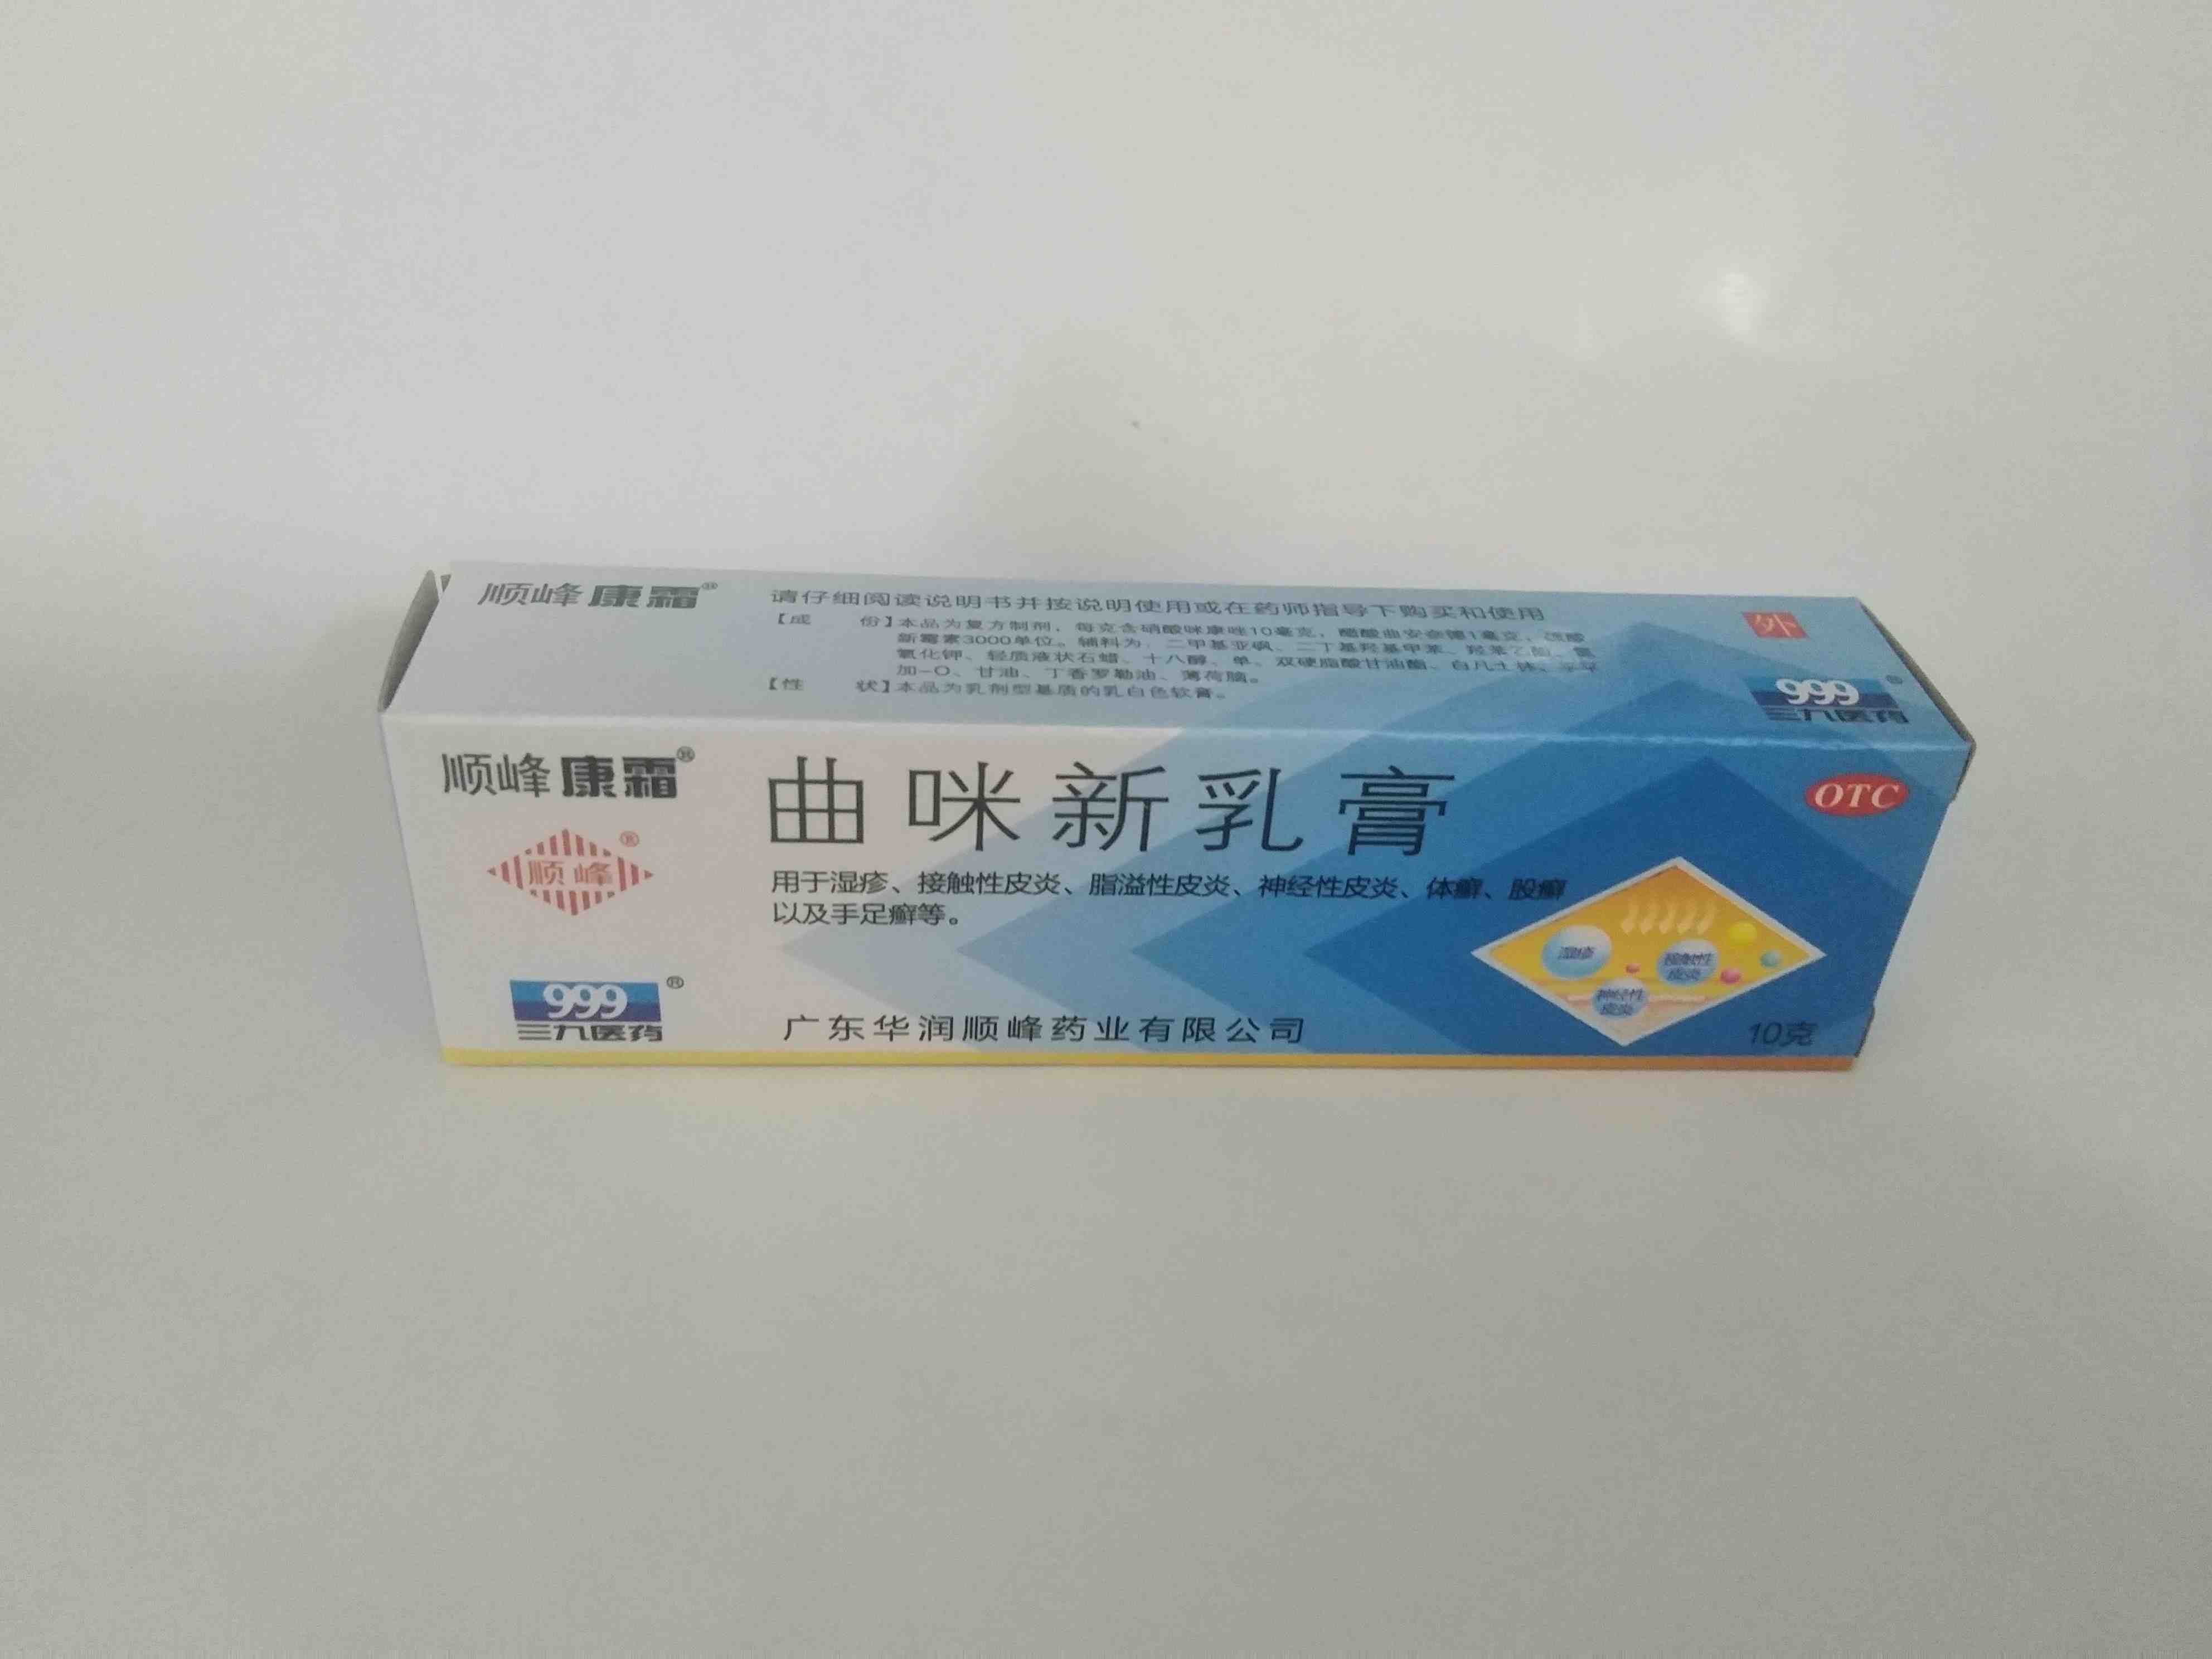 顺峰康霜®
请仔细阅读说明书并按说明使用或在药师指导下购买和使用
外
【成 份】本品为复方制剂，每克含硝酸咪康唑10毫克，醋酸曲安奈德1毫克，硫酸
新霉素3000单位。辅料为：二甲基亚砜、二丁基羟基甲苯、羟苯乙酯、氢
氧化钾、轻质液状石蜡、十八醇、单、双硬脂酸甘油酯、白凡士林、平平
加-O、甘油、丁香罗勒油、薄荷脑。
【性 状】本品为乳剂型基质的乳白色软膏。
999®
三九医药
顺峰康霜®
曲咪新乳膏
OTC
顺峰®
用于湿疹、接触性皮炎、脂溢性皮炎、神经性皮炎、体癣、股癣
以及手足癣等。
湿疹
接触性
皮炎
神经性
皮炎
999®
三九医药
广东华润顺峰药业有限公司
10克